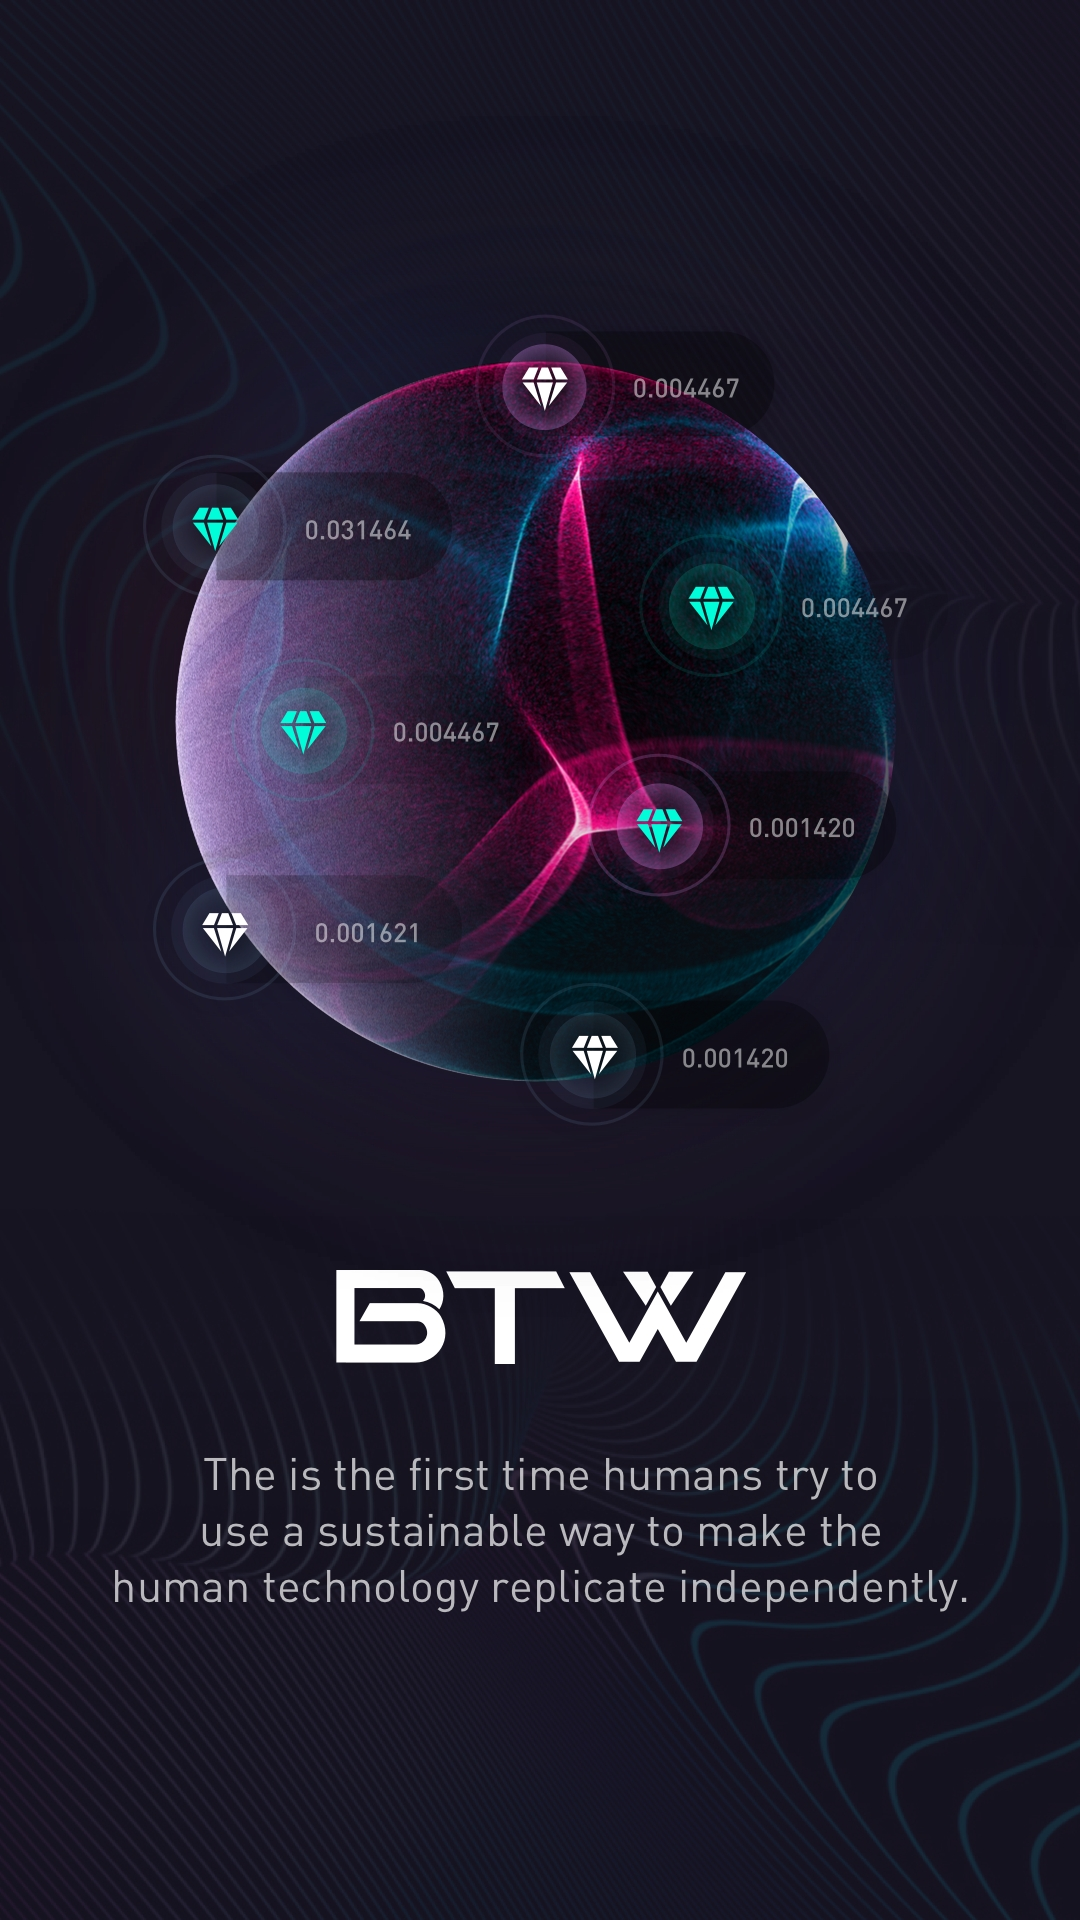 0.004467
0.031464
0.004467
0.004467
0.001420
0.001621
0.001420
BTW
The is the first time humans try to
use a sustainable way to make the
human technology replicate independently.